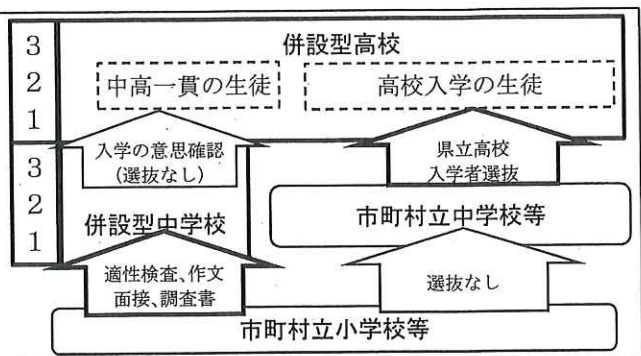 併設型高校
3
2
1
中高一貫の生徒
高校入学の生徒
入学の意思確認
(選抜なし)
県立高校
入学者選抜
3
2
1
併設型中学校
市町村立中学校等
適性検査、作文
面接、調査書
選抜なし
市町村立小学校等